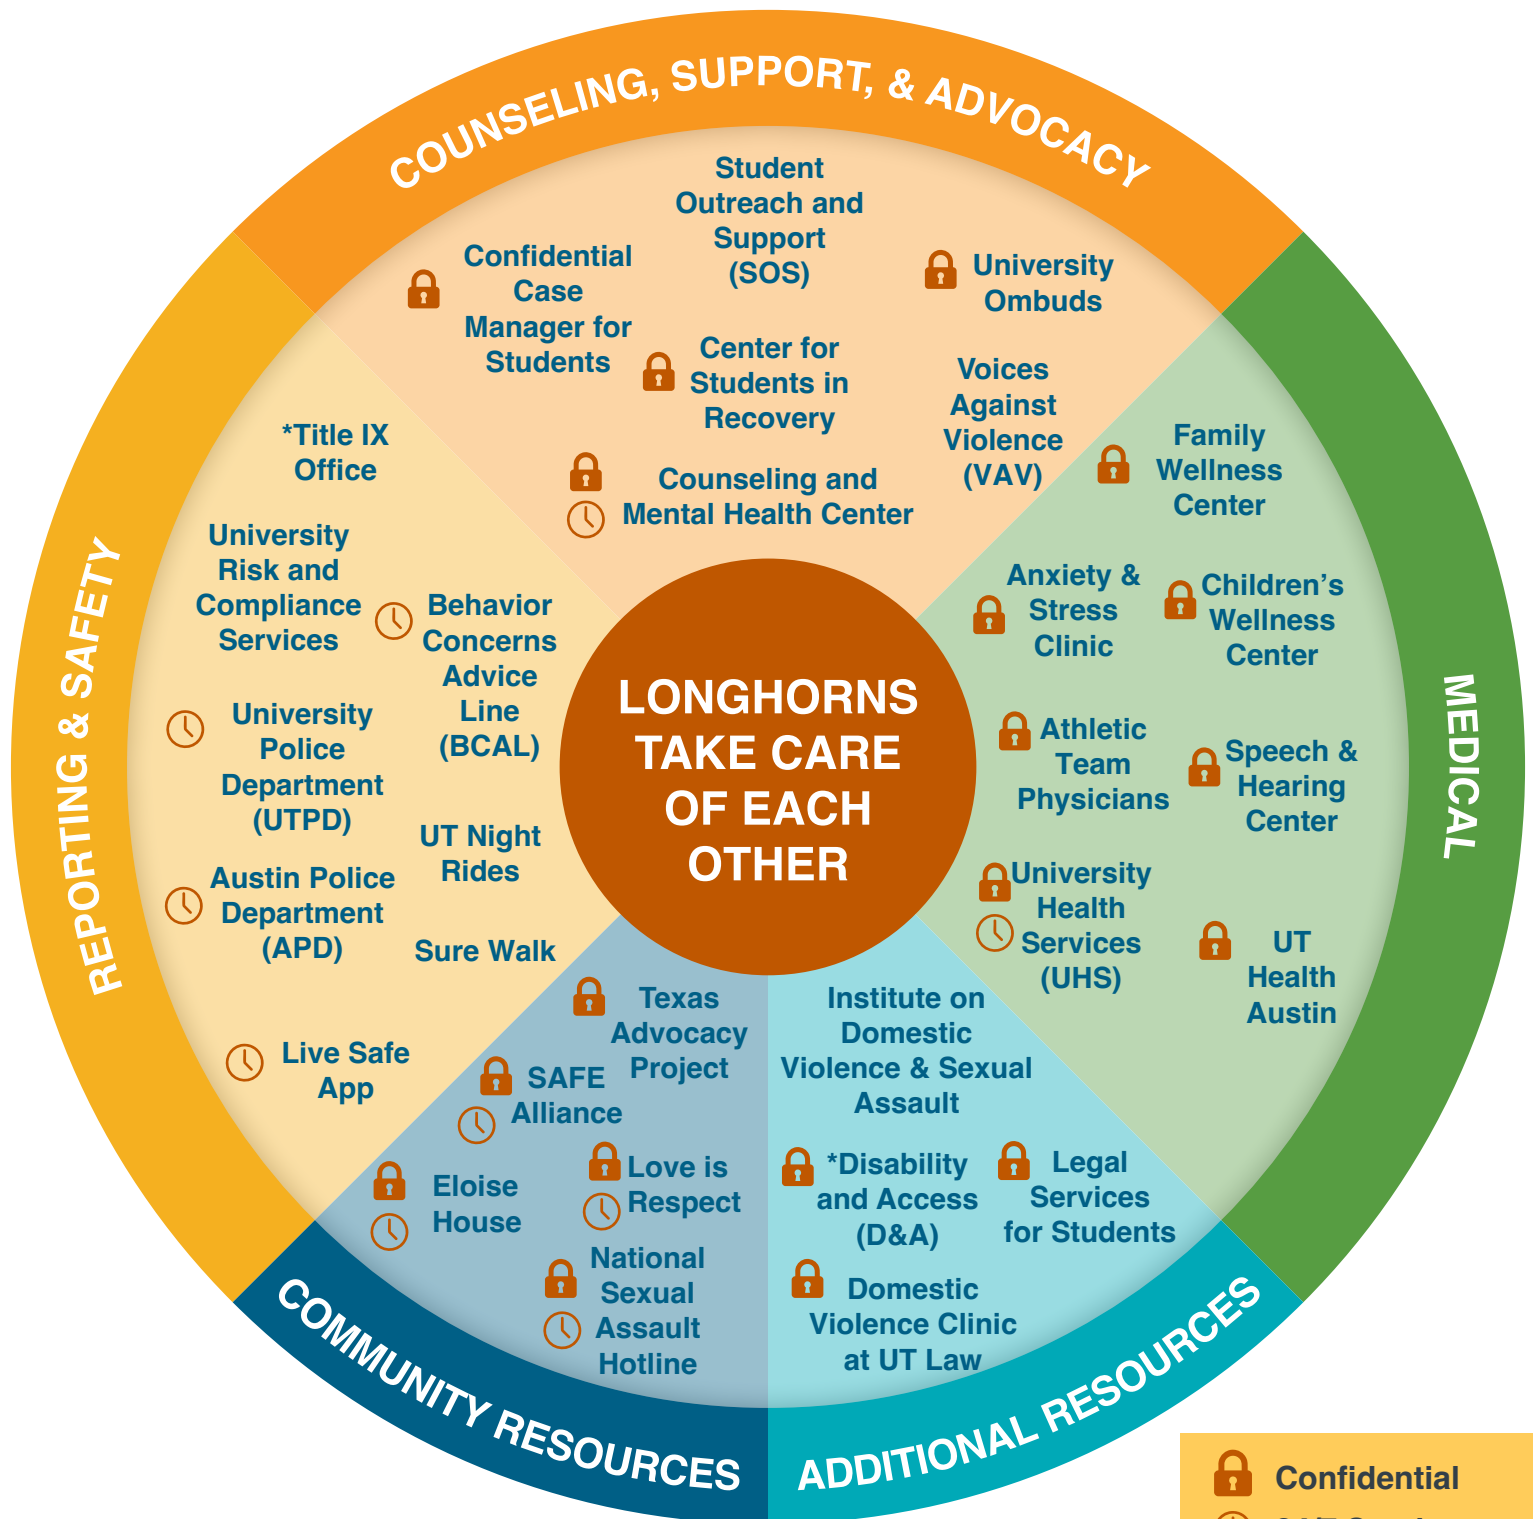 COUNSELING, SUPPORT, & ADVOCACY
Student
Outreach and
Support
(SOS)
Confidential
Case
Manager for
Students
University
Ombuds
Center for
Students in
Recovery
Voices
Against
Violence
(VAV)
Counseling and
Mental Health Center
MEDICAL
Family
Wellness
Center
Anxiety &
Stress
Clinic
Children's
Wellness
Center
Athletic
Team
Physicians
Speech &
Hearing
Center
University
Health
Services
(UHS)
UT
Health
Austin
ADDITIONAL RESOURCES
Institute on
Domestic
Violence & Sexual
Assault
*Disability
and Access
(D&A)
Legal
Services
for Students
Domestic
Violence Clinic
at UT Law
COMMUNITY RESOURCES
Texas
Advocacy
Project
SAFE
Alliance
Love is
Respect
Eloise
House
National
Sexual
Assault
Hotline
REPORTING & SAFETY
*Title IX
Office
University
Risk and
Compliance
Services
Behavior
Concerns
Advice
Line
(BCAL)
University
Police
Department
(UTPD)
UT Night
Rides
Austin Police
Department
(APD)
Sure Walk
Live Safe
App
LONGHORNS
TAKE CARE
OF EACH
OTHER
Confidential